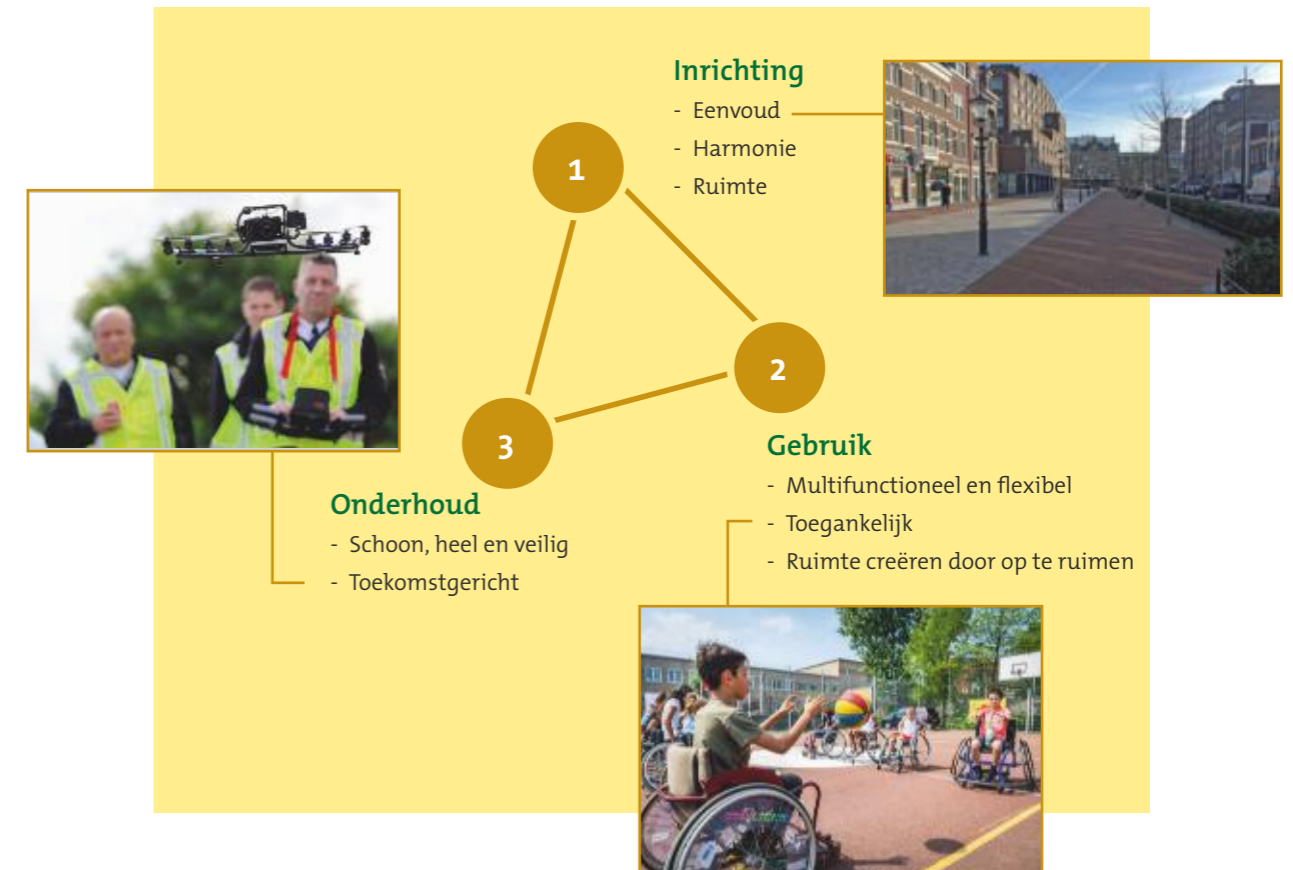 1
Inrichting
- Eenvoud
- Harmonie
- Ruimte
2
Gebruik
- Multifunctioneel en flexibel
- Toegankelijk
- Ruimte creëren door op te ruimen
3
Onderhoud
- Schoon, heel en veilig
- Toekomstgericht